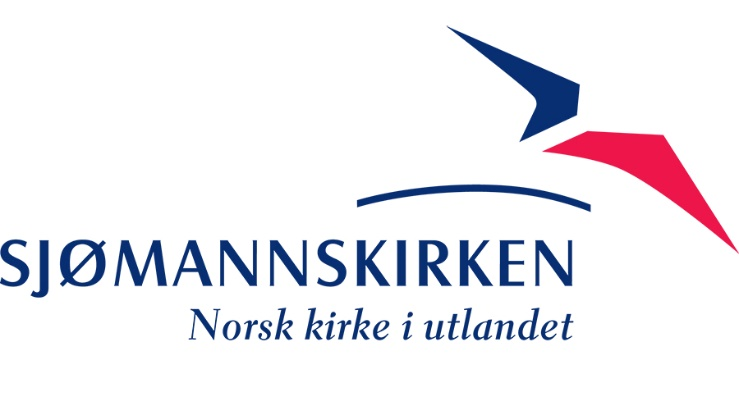 SJØMANNSKIRKEN
Norsk kirke i utlandet